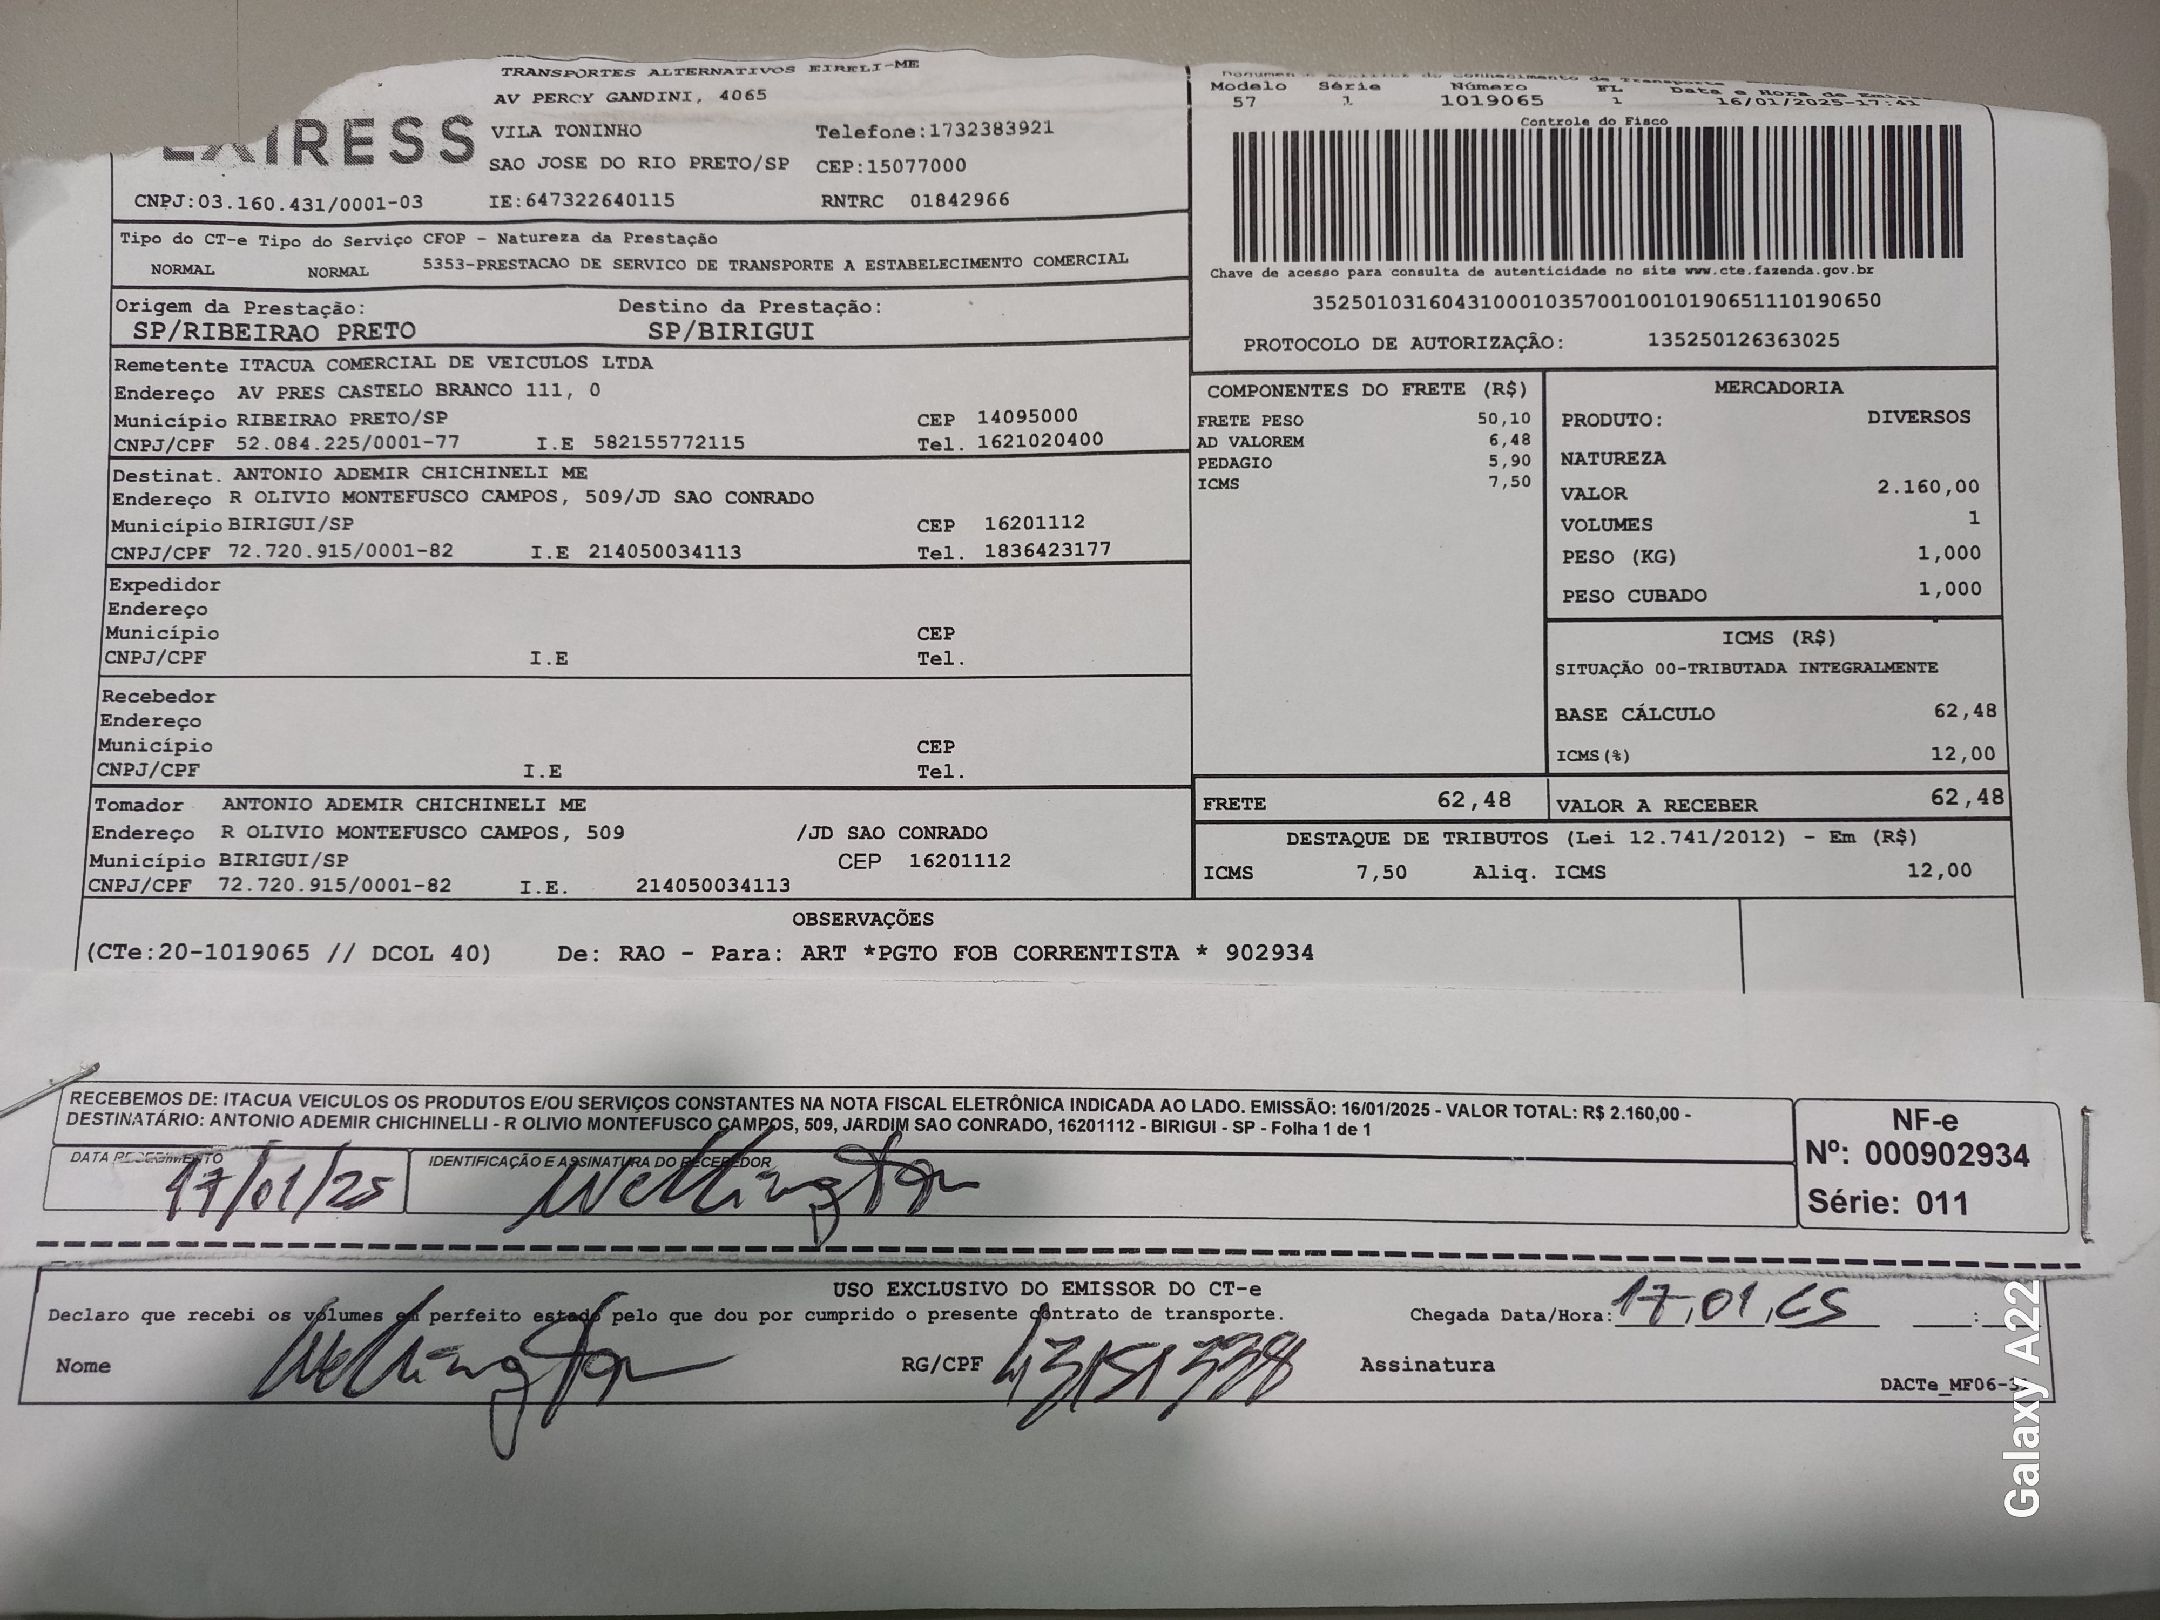 TRANSPORTES ALTERNATIVOS EIRELI-ME
AV PERCY GANDINI, 4065
VILA TONINHO Telefone:1732383921
SAO JOSE DO RIO PRETO/SP CEP:15077000
CNPJ:03.160.431/0001-03 IE:647322640115 RNTRC 01842966
Modelo Série Número FL Data e Hora de
57 1 1019065 1 16/01/2025-17:41
Controle do Fisco
Chave de acesso para consulta de autenticidade no site www.cte.fazenda.gov.br
35250103160431000103570010010190651110190650
PROTOCOLO DE AUTORIZAÇÃO: 135250126363025
Tipo do CT-e Tipo do Serviço CFOP - Natureza da Prestação
NORMAL NORMAL 5353-PRESTACAO DE SERVICO DE TRANSPORTE A ESTABELECIMENTO COMERCIAL
Origem da Prestação: Destino da Prestação:
SP/RIBEIRAO PRETO SP/BIRIGUI
Remetente ITACUA COMERCIAL DE VEICULOS LTDA
Endereço AV PRES CASTELO BRANCO 111, 0
Município RIBEIRAO PRETO/SP CEP 14095000
CNPJ/CPF 52.084.225/0001-77 I.E 582155772115 Tel. 1621020400
Destinat. ANTONIO ADEMIR CHICHINELI ME
Endereço R OLIVIO MONTEFUSCO CAMPOS, 509/JD SAO CONRADO
Município BIRIGUI/SP CEP 16201112
CNPJ/CPF 72.720.915/0001-82 I.E 214050034113 Tel. 1836423177
Expedidor
Endereço
Município CEP
CNPJ/CPF I.E Tel.
Recebedor
Endereço
Município CEP
CNPJ/CPF I.E Tel.
Tomador ANTONIO ADEMIR CHICHINELI ME
Endereço R OLIVIO MONTEFUSCO CAMPOS, 509 /JD SAO CONRADO
Município BIRIGUI/SP CEP 16201112
CNPJ/CPF 72.720.915/0001-82 I.E. 214050034113
COMPONENTES DO FRETE (R$)
FRETE PESO 50,10
AD VALOREM 6,48
PEDAGIO 5,90
ICMS 7,50
MERCADORIA
PRODUTO: DIVERSOS
NATUREZA
VALOR 2.160,00
VOLUMES 1
PESO (KG) 1,000
PESO CUBADO 1,000
ICMS (R$)
SITUAÇÃO 00-TRIBUTADA INTEGRALMENTE
BASE CÁLCULO 62,48
ICMS(%) 12,00
FRETE 62,48 VALOR A RECEBER 62,48
DESTAQUE DE TRIBUTOS (Lei 12.741/2012) - Em (R$)
ICMS 7,50 Aliq. ICMS 12,00
OBSERVAÇÕES
(CTe:20-1019065 // DCOL 40) De: RAO - Para: ART *PGTO FOB CORRENTISTA * 902934
RECEBEMOS DE: ITACUA VEICULOS OS PRODUTOS E/OU SERVIÇOS CONSTANTES NA NOTA FISCAL ELETRÔNICA INDICADA AO LADO. EMISSÃO: 16/01/2025 - VALOR TOTAL: R$ 2.160,00 -
DESTINATÁRIO: ANTONIO ADEMIR CHICHINELLI - R OLIVIO MONTEFUSCO CAMPOS, 509, JARDIM SAO CONRADO, 16201112 - BIRIGUI - SP - Folha 1 de 1
DATA RECEBIMENTO IDENTIFICAÇÃO E ASSINATURA DO RECEBEDOR
17/01/25 Wellington
NF-e
Nº: 000902934
Série: 011
USO EXCLUSIVO DO EMISSOR DO CT-e
Declaro que recebi os volumes em perfeito estado pelo que dou por cumprido o presente contrato de transporte. Chegada Data/Hora: 17,01,25
Nome Wellington RG/CPF Assinatura
DACTe_MF06-
Galaxy A22